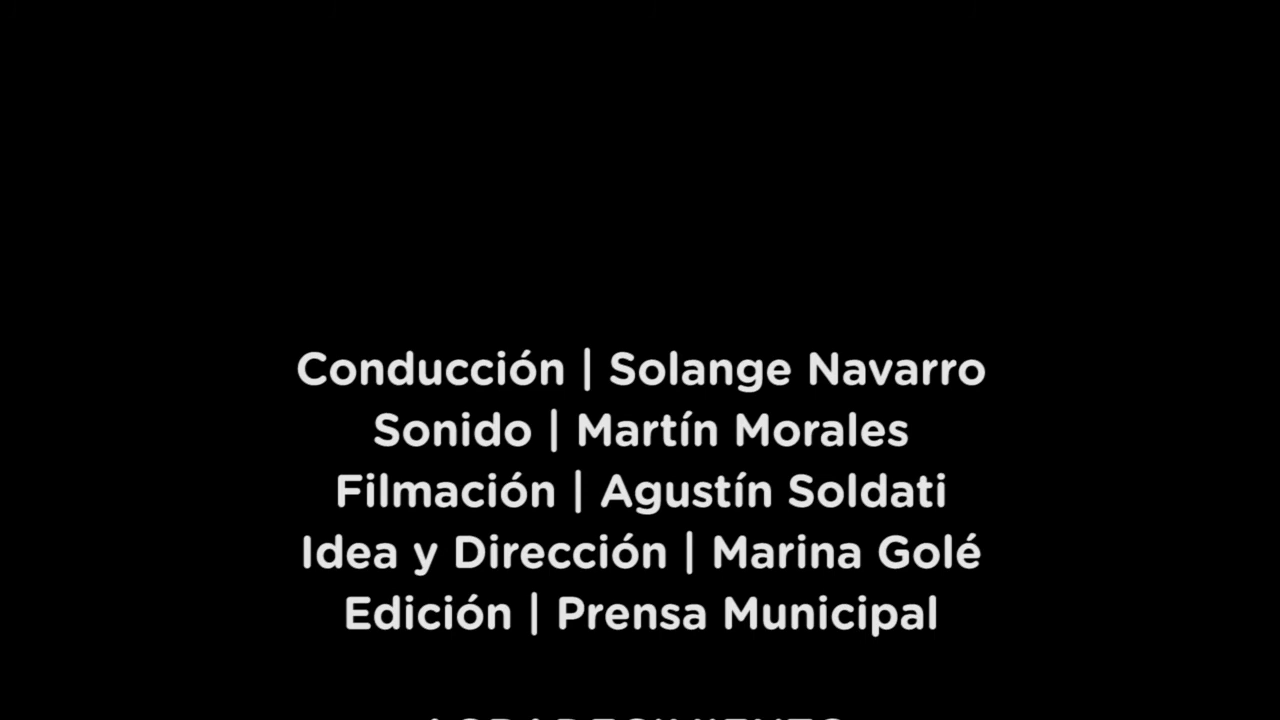 Conducción | Solange Navarro
Sonido | Martín Morales
Filmación | Agustín Soldati
Idea y Dirección | Marina Golé
Edición | Prensa Municipal